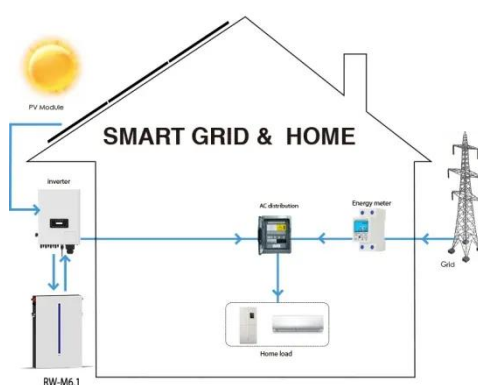 PV Module
SMART GRID & HOME
inverter
AC distribution
Energy meter
Grid
Home load
RW-M6.1